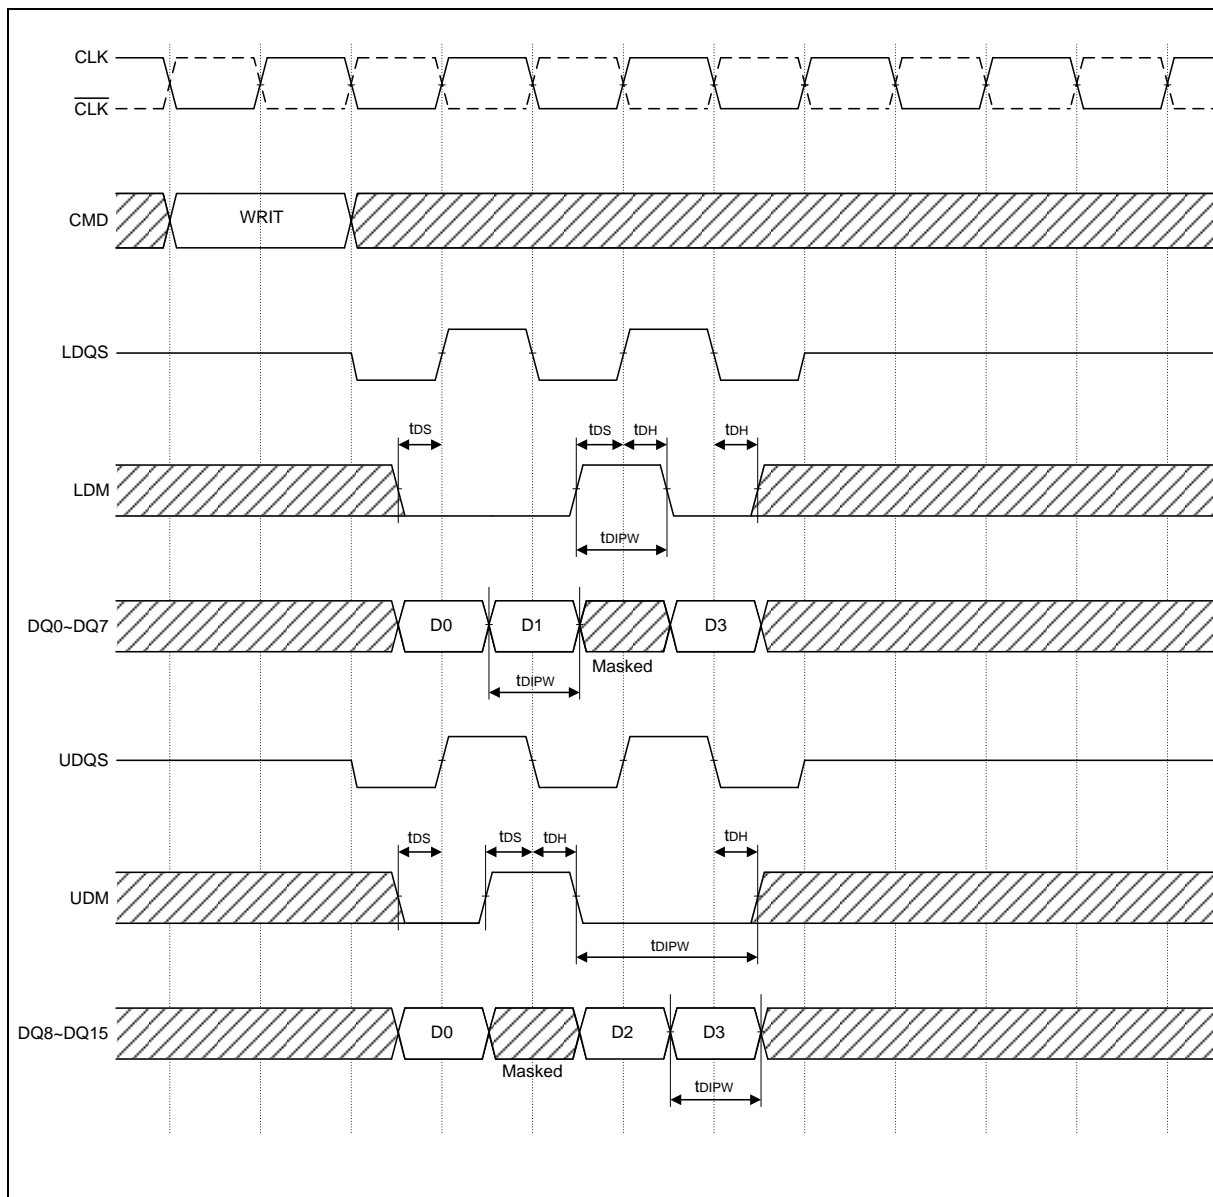 CLK
CLK
CMD
WRIT
LDQS
tDS
tDS
tDH
tDH
LDM
tDIPW
DQ0~DQ7
D0
D1
D3
Masked
tDIPW
UDQS
tDS
tDS
tDH
tDH
UDM
tDIPW
DQ8~DQ15
D0
D2
D3
Masked
tDIPW